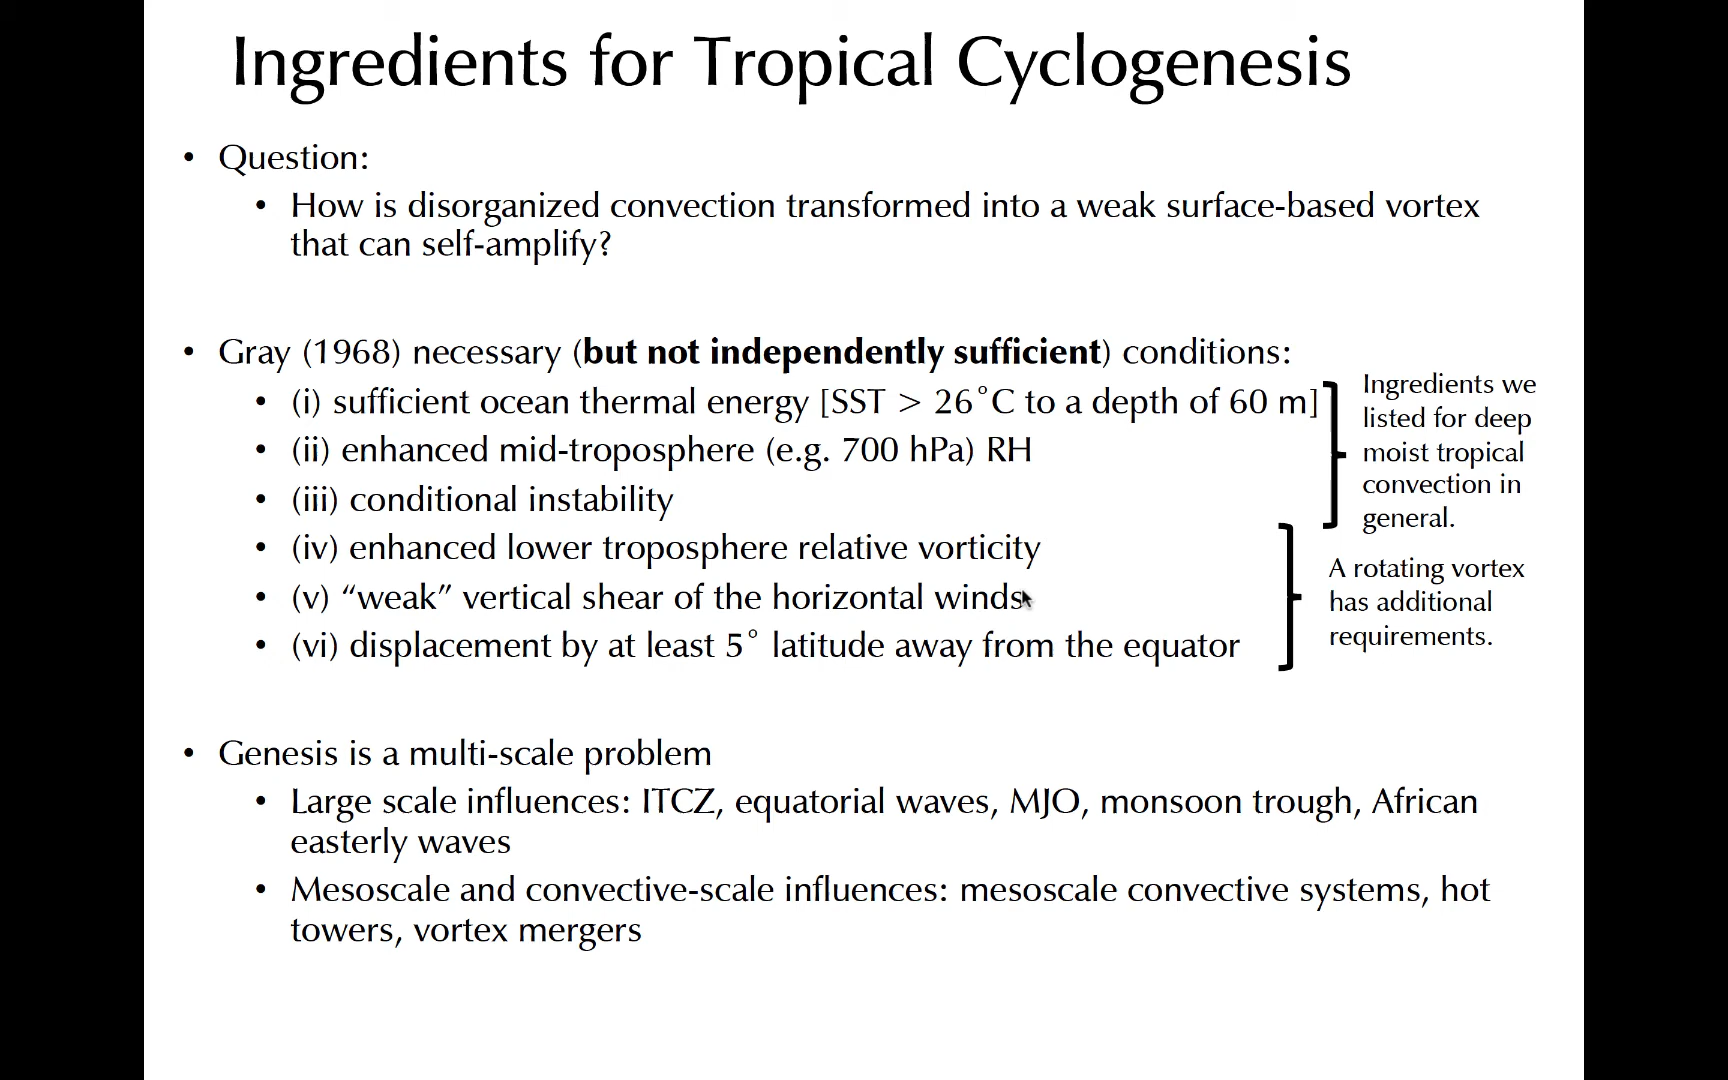 Ingredients for Tropical Cyclogenesis
• Question:
• How is disorganized convection transformed into a weak surface-based vortex
that can self-amplify?
• Gray (1968) necessary (but not independently sufficient) conditions:
• (i) sufficient ocean thermal energy [SST > 26˚C to a depth of 60 m]
• (ii) enhanced mid-troposphere (e.g. 700 hPa) RH
• (iii) conditional instability
• (iv) enhanced lower troposphere relative vorticity
• (v) “weak” vertical shear of the horizontal winds
• (vi) displacement by at least 5˚ latitude away from the equator
Ingredients we
listed for deep
moist tropical
convection in
general.
A rotating vortex
has additional
requirements.
• Genesis is a multi-scale problem
• Large scale influences: ITCZ, equatorial waves, MJO, monsoon trough, African
easterly waves
• Mesoscale and convective-scale influences: mesoscale convective systems, hot
towers, vortex mergers